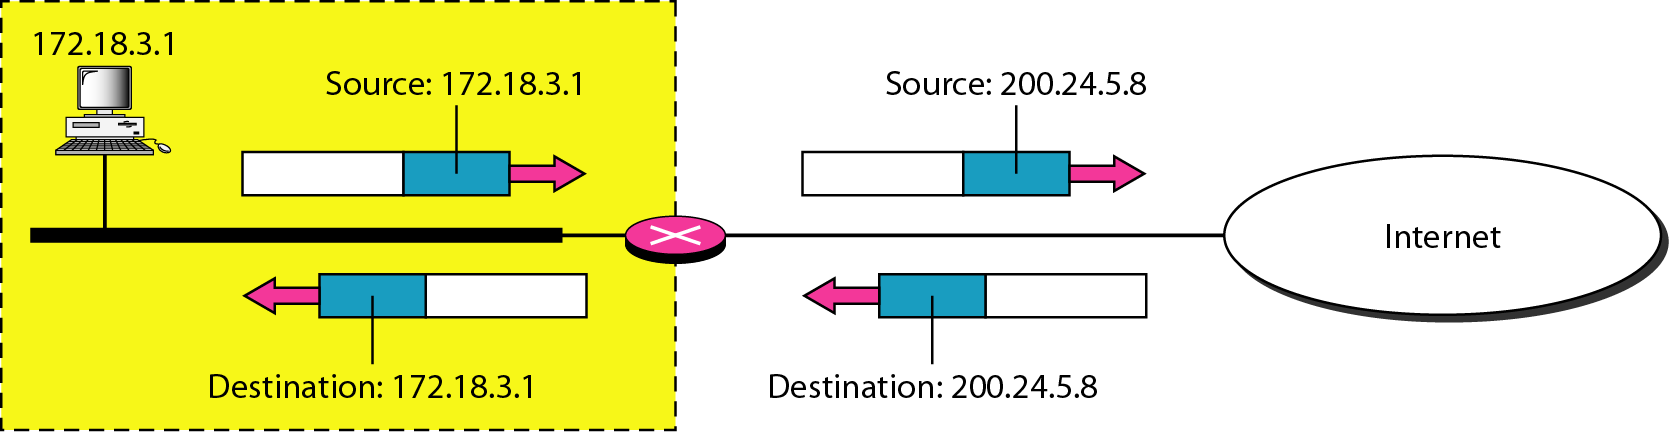 172.18.3.1
Source: 172.18.3.1
Source: 200.24.5.8
Internet
Destination: 172.18.3.1
Destination: 200.24.5.8